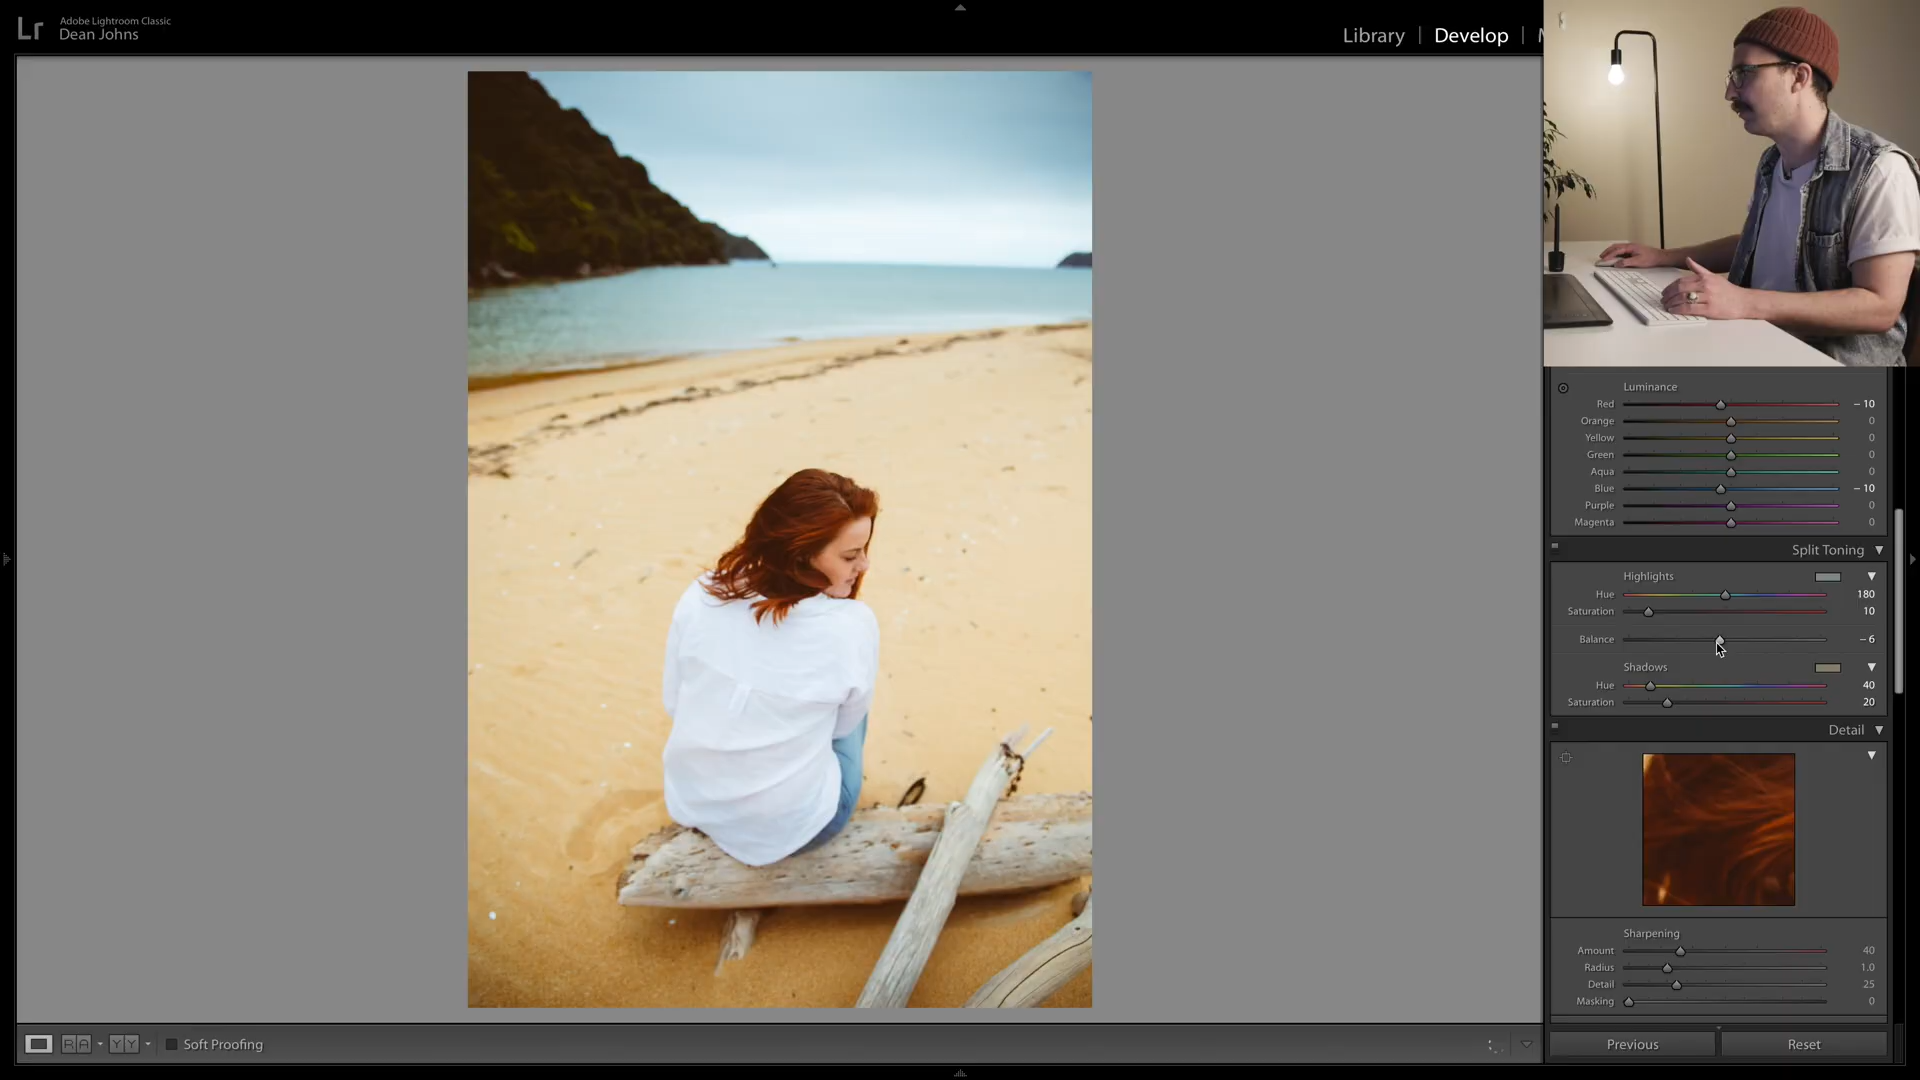 Lr
Adobe Lightroom Classic
Dean Johns
Library | Develop |
Luminance
Red -10
Orange 0
Yellow 0
Green 0
Aqua 0
Blue -10
Purple 0
Magenta 0
Split Toning
Highlights
Hue 180
Saturation 10
Balance -6
Shadows
Hue 40
Saturation 20
Detail
Sharpening
Amount 40
Radius 1.0
Detail 25
Masking 0
R A Y Y Soft Proofing
Previous Reset